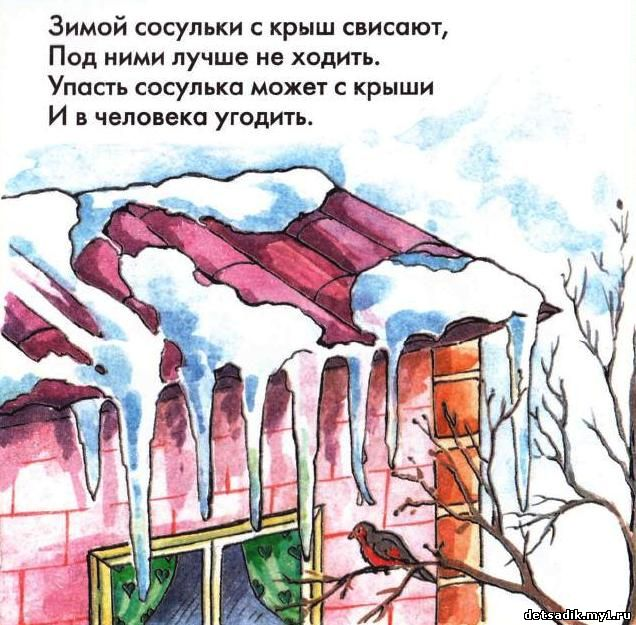 Зимой сосульки с крыш свисают,
Под ними лучше не ходить.
Упасть сосулька может с крыши
И в человека угодить.
detsadik.my1.ru